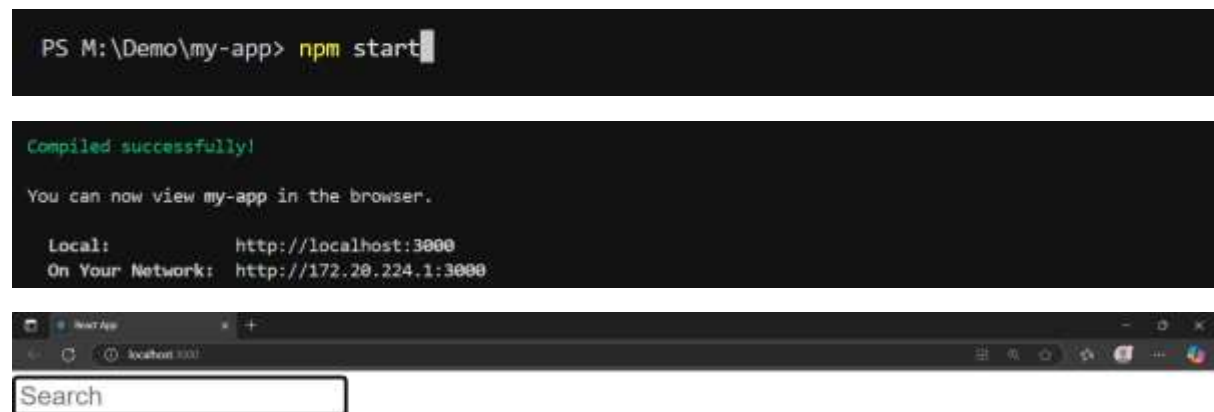 PS M:\Demo\my-app> npm start
Compiled successfully!
You can now view my-app in the browser.
Local: http://localhost:3000
On Your Network: http://172.20.224.1:3000
React App
localhost:3000
Search